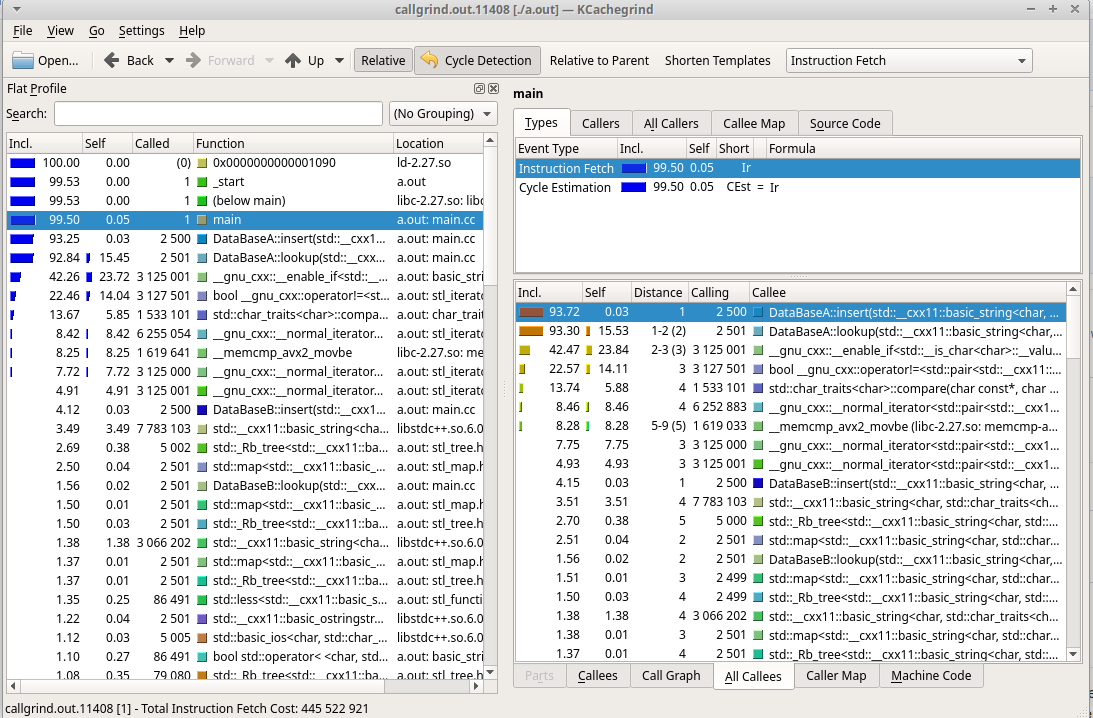 callgrind.out.11408 [./a.out] — KCachegrind
File View Go Settings Help
Open... Back Forward Up Relative Cycle Detection Relative to Parent Shorten Templates Instruction Fetch
Flat Profile
Search: (No Grouping)
Incl. Self Called Function Location
100.00 0.00 (0) 0x0000000000001090 ld-2.27.so
99.53 0.00 1 _start a.out
99.53 0.00 1 (below main) libc-2.27.so: libc
99.50 0.05 1 main a.out: main.cc
93.25 0.03 2 500 DataBaseA::insert(std::__cxx1... a.out: main.cc
92.84 15.45 2 501 DataBaseA::lookup(std::__cxx... a.out: main.cc
42.26 23.72 3 125 001 __gnu_cxx::__enable_if<std::__... a.out: basic_stri
22.46 14.04 3 127 501 bool __gnu_cxx::operator!=<st... a.out: stl_iterato
13.67 5.85 1 533 101 std::char_traits<char>::compa... a.out: char_trait
8.42 8.42 6 255 054 __gnu_cxx::__normal_iterator... a.out: stl_iterato
8.25 8.25 1 619 641 __memcmp_avx2_movbe libc-2.27.so: me
7.72 7.72 3 125 000 __gnu_cxx::__normal_iterator... a.out: stl_iterato
4.91 4.91 3 125 001 __gnu_cxx::__normal_iterator... a.out: stl_iterato
4.12 0.03 2 500 DataBaseB::insert(std::__cxx1... a.out: main.cc
3.49 3.49 7 783 103 std::__cxx11::basic_string<cha... libstdc++.so.6.0
2.69 0.38 5 002 std::_Rb_tree<std::__cxx11::ba... a.out: stl_tree.h
2.50 0.04 2 501 std::map<std::__cxx11::basic_... a.out: stl_map.h
1.56 0.02 2 501 DataBaseB::lookup(std::__cxx... a.out: main.cc
1.50 0.01 2 501 std::map<std::__cxx11::basic_... a.out: stl_map.h
1.50 0.03 2 501 std::_Rb_tree<std::__cxx11::ba... a.out: stl_tree.h
1.38 1.38 3 066 202 std::__cxx11::basic_string<cha... libstdc++.so.6.0
1.37 0.01 2 501 std::map<std::__cxx11::basic_... a.out: stl_map.h
1.37 0.01 2 501 std::_Rb_tree<std::__cxx11::ba... a.out: stl_tree.h
1.35 0.25 86 491 std::less<std::__cxx11::basic_s... a.out: stl_functi
1.22 0.04 2 501 std::__cxx11::basic_ostringstr... libstdc++.so.6.0
1.12 0.03 5 005 std::basic_ios<char, std::char_... libstdc++.so.6.0
1.10 0.27 86 491 bool std::operator< <char, std... a.out: basic_stri
1.08 0.35 79 080 std::_Rb_tree<std::__cxx11::ba... a.out: stl_tree.h
main
Types Callers All Callers Callee Map Source Code
Event Type Incl. Self Short Formula
Instruction Fetch 99.50 0.05 Ir
Cycle Estimation 99.50 0.05 CEst = Ir
Incl. Self Distance Calling Callee
93.72 0.03 1 2 500 DataBaseA::insert(std::__cxx11::basic_string<char, ...
93.30 15.53 1-2 (2) 2 501 DataBaseA::lookup(std::__cxx11::basic_string<char,...
42.47 23.84 2-3 (3) 3 125 001 __gnu_cxx::__enable_if<std::__is_char<char>::__valu...
22.57 14.11 3 3 127 501 bool __gnu_cxx::operator!=<std::pair<std::__cxx11::...
13.74 5.88 4 1 533 101 std::char_traits<char>::compare(char const*, char ...
8.46 8.46 4 6 252 883 __gnu_cxx::__normal_iterator<std::pair<std::__cxx1...
8.28 8.28 5-9 (5) 1 619 033 __memcmp_avx2_movbe (libc-2.27.so: memcmp-a...
7.75 7.75 3 3 125 000 __gnu_cxx::__normal_iterator<std::pair<std::__cxx1...
4.93 4.93 3 3 125 001 __gnu_cxx::__normal_iterator<std::pair<std::__cxx1...
4.15 0.03 1 2 500 DataBaseB::insert(std::__cxx11::basic_string<char, ...
3.51 3.51 4 7 783 103 std::__cxx11::basic_string<char, std::char_traits<ch...
2.70 0.38 5 5 000 std::_Rb_tree<std::__cxx11::basic_string<char, std::...
2.51 0.04 2 2 501 std::map<std::__cxx11::basic_string<char, std::char...
1.56 0.02 2 2 501 DataBaseB::lookup(std::__cxx11::basic_string<char,...
1.51 0.01 3 2 499 std::map<std::__cxx11::basic_string<char, std::char...
1.50 0.03 4 2 499 std::_Rb_tree<std::__cxx11::basic_string<char, std::...
1.38 1.38 4 3 066 202 std::__cxx11::basic_string<char, std::char_traits<ch...
1.38 0.01 3 2 501 std::map<std::__cxx11::basic_string<char, std::char...
1.37 0.01 4 2 501 std::_Rb_tree<std::__cxx11::basic_string<char, std::...
Parts Callees Call Graph All Callees Caller Map Machine Code
callgrind.out.11408 [1] - Total Instruction Fetch Cost: 445 522 921